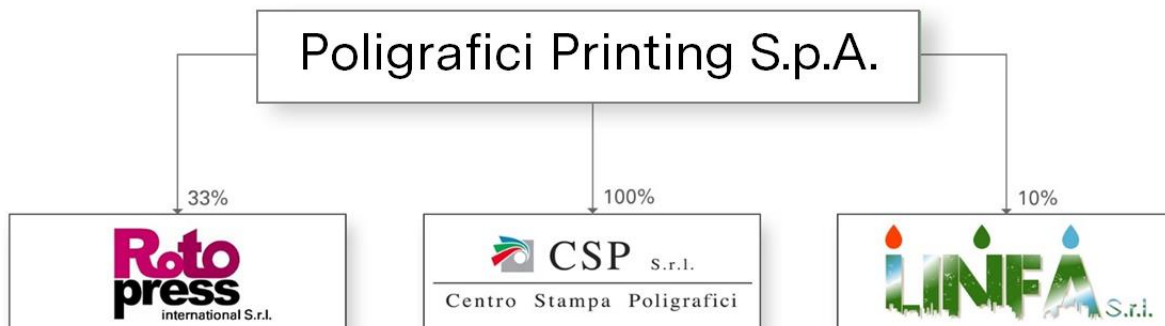 Poligrafici Printing S.p.A.
33%
100%
10%
Roto
press
international S.r.l.
CSP S.r.l.
Centro Stampa Poligrafici
LINFA S.r.l.